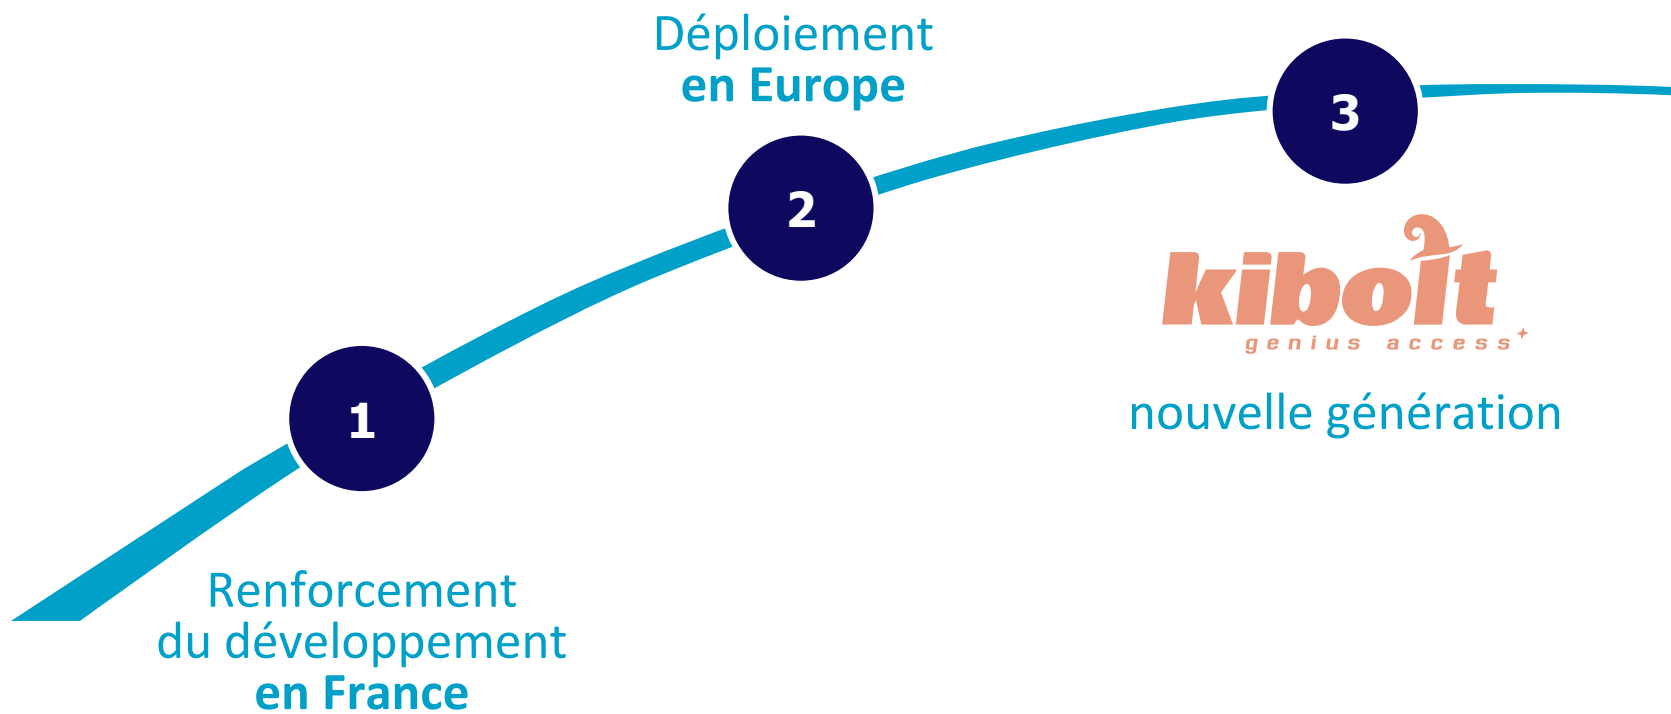 1
Renforcement
du développement
en France
2
Déploiement
en Europe
3
kibolt
genius access
nouvelle génération